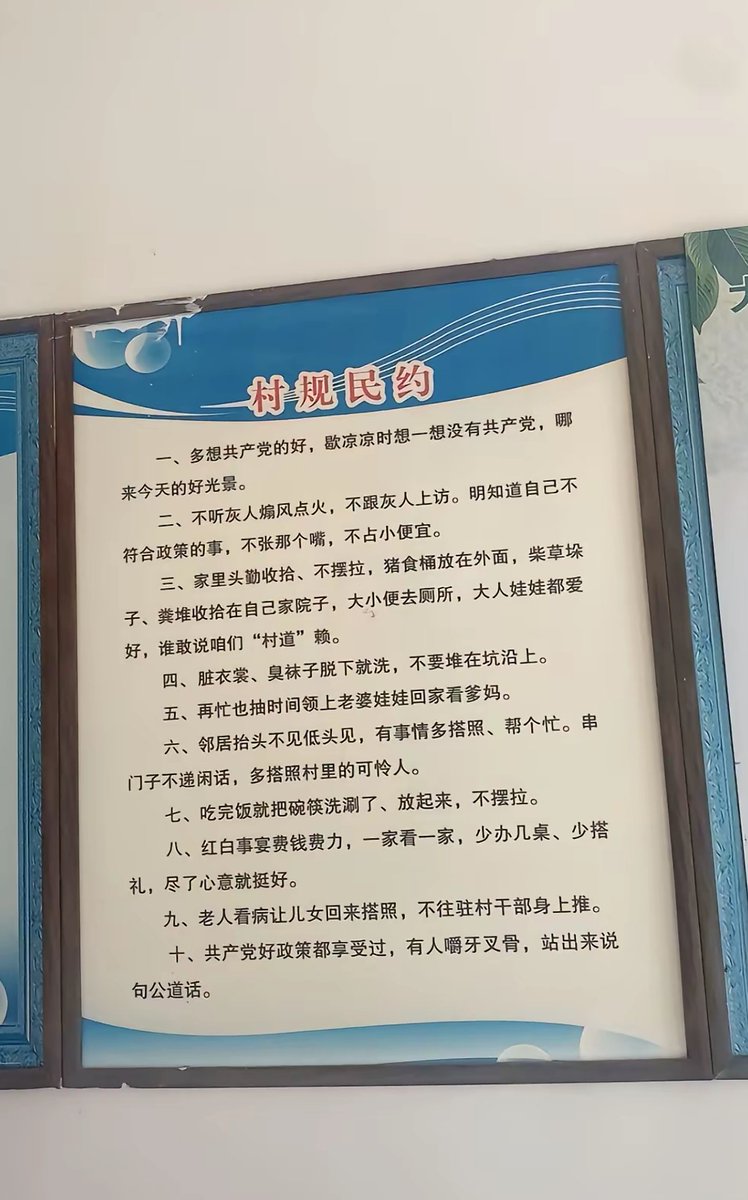 村规民约
一、多想共产党的好，歇凉凉时想一想没有共产党，哪
来今天的好光景。
二、不听灰人煽风点火，不跟灰人上访。明知道自己不
符合政策的事，不张那个嘴，不占小便宜。
三、家里头勤收拾、不摆拉，猪食桶放在外面，柴草垛
子、粪堆收拾在自己家院子，大小便去厕所，大人娃娃都爱
好，谁敢说咱们“村道”赖。
四、脏衣裳、臭袜子脱下就洗，不要堆在坑沿上。
五、再忙也抽时间领上老婆娃娃回家看爹妈。
六、邻居抬头不见低头见，有事情多搭照、帮个忙。串
门子不递闲话，多搭照村里的可怜人。
七、吃完饭就把碗筷洗涮了、放起来，不摆拉。
八、红白事宴费钱费力，一家看一家，少办几桌、少搭
礼，尽了心意就挺好。
九、老人看病让儿女回来搭照，不往驻村干部身上推。
十、共产党好政策都享受过，有人嚼牙叉骨，站出来说
句公道话。